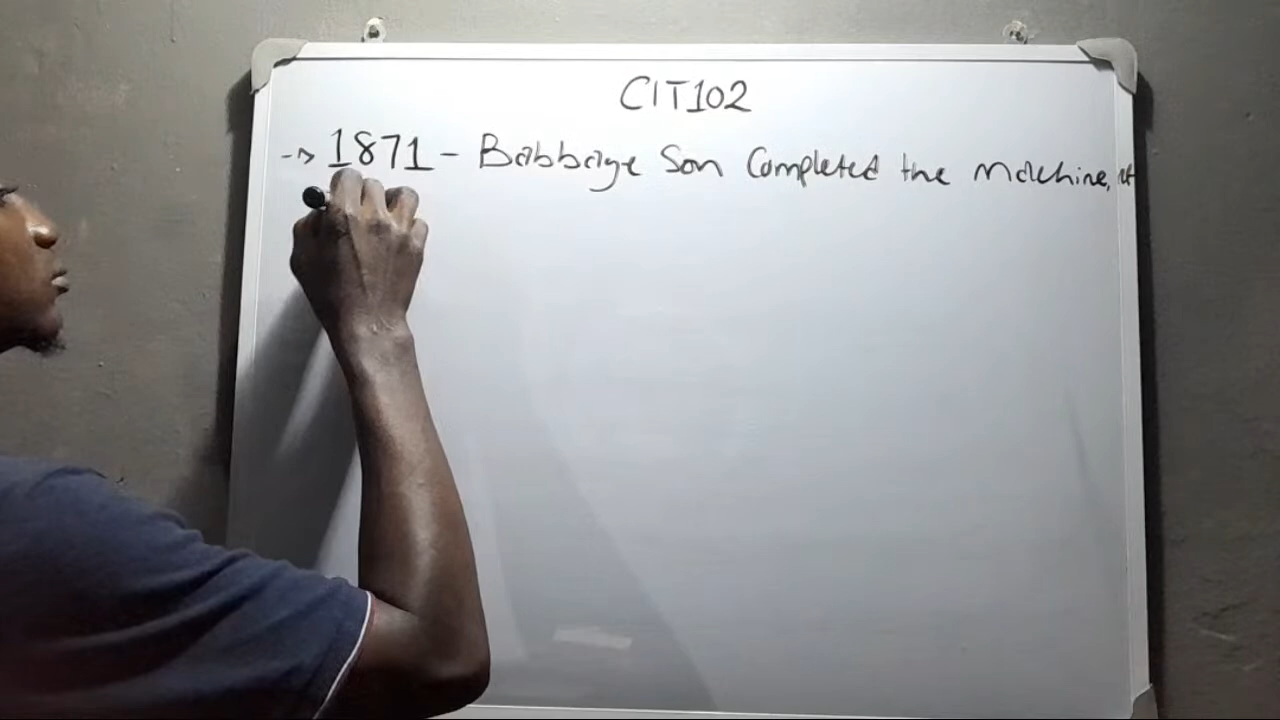 CIT102
-> 1871 - Babbage Son Completed the machine,